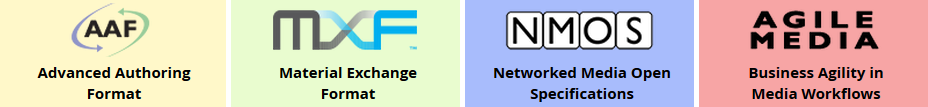 AAF
Advanced Authoring
Format
MXF
Material Exchange
Format
NMOS
Networked Media Open
Specifications
AGILE
MEDIA
Business Agility in
Media Workflows